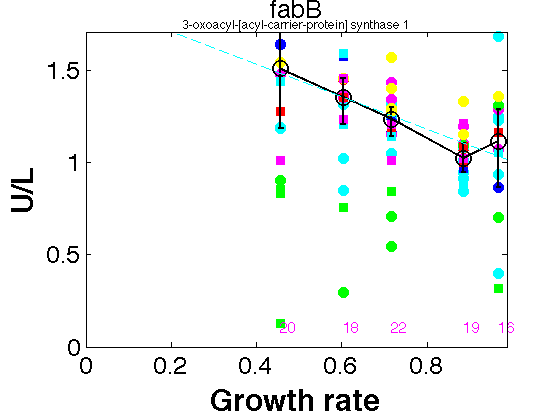 fabB
3-oxoacyl-[acyl-carrier-protein] synthase 1
1.5
1
0.5
0
U/L
20 18 22 19 16
0 0.2 0.4 0.6 0.8
Growth rate